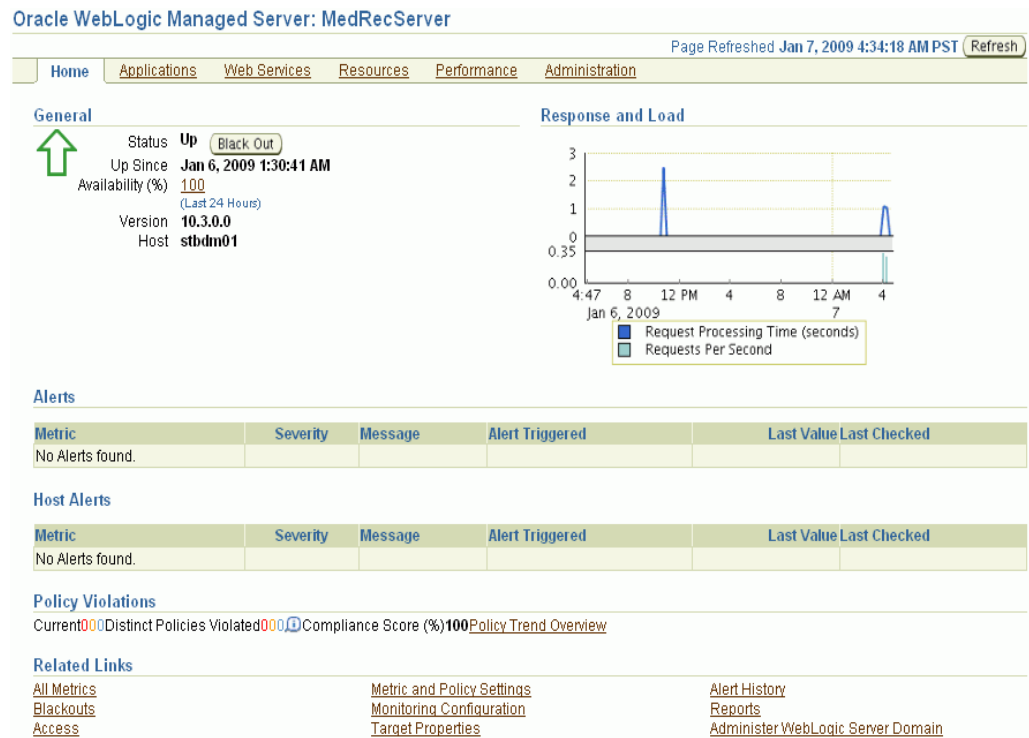 Oracle WebLogic Managed Server: MedRecServer
Page Refreshed Jan 7, 2009 4:34:18 AM PST Refresh
Home Applications Web Services Resources Performance Administration
General
Status Up Black Out
Up Since Jan 6, 2009 1:30:41 AM
Availability (%) 100
(Last 24 Hours)
Version 10.3.0.0
Host stbdm01
Response and Load
3
2
1
0
0.35
0.00
4:47 8 12 PM 4 8 12 AM 4
Jan 6, 2009 7
Request Processing Time (seconds)
Requests Per Second
Alerts
Metric Severity Message Alert Triggered Last Value Last Checked
No Alerts found.
Host Alerts
Metric Severity Message Alert Triggered Last Value Last Checked
No Alerts found.
Policy Violations
Current000Distinct Policies Violated000Compliance Score (%)100Policy Trend Overview
Related Links
All Metrics Metric and Policy Settings Alert History
Blackouts Monitoring Configuration Reports
Access Target Properties Administer WebLogic Server Domain